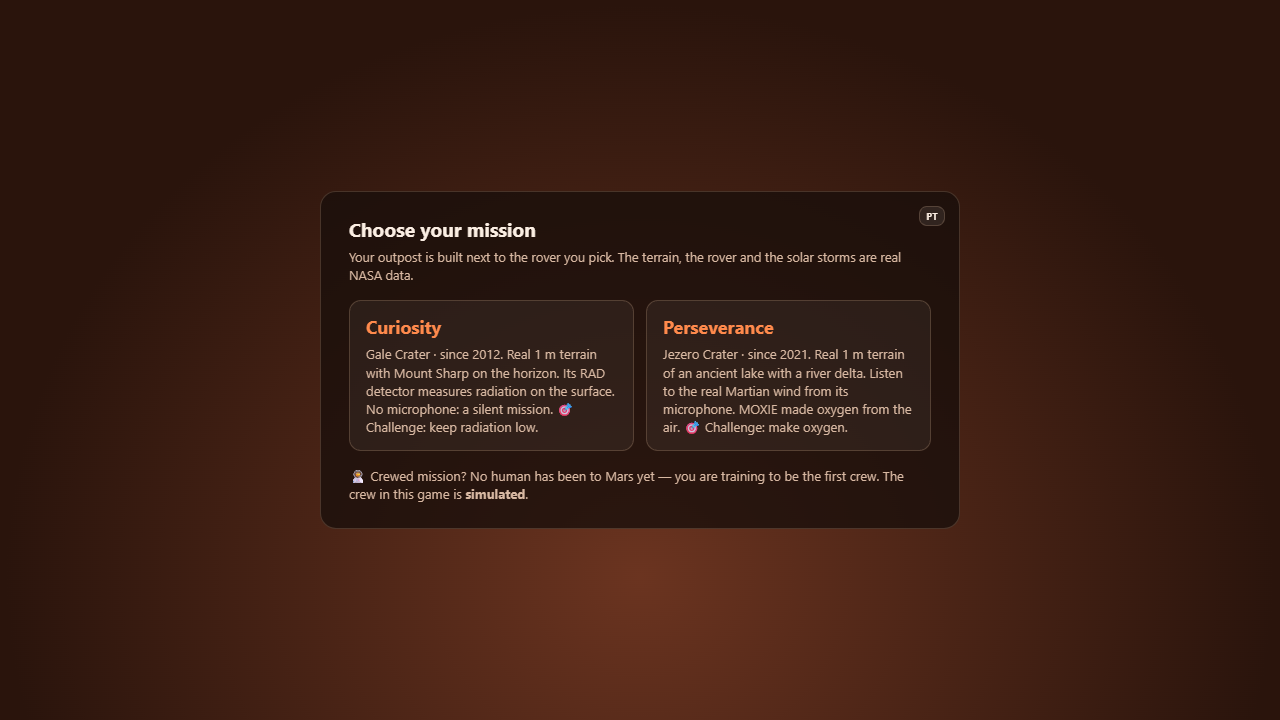 PT
Choose your mission
Your outpost is built next to the rover you pick. The terrain, the rover and the solar storms are real
NASA data.
Curiosity
Gale Crater · since 2012. Real 1 m terrain
with Mount Sharp on the horizon. Its RAD
detector measures radiation on the surface.
No microphone: a silent mission. 🎯
Challenge: keep radiation low.
Perseverance
Jezero Crater · since 2021. Real 1 m terrain
of an ancient lake with a river delta. Listen
to the real Martian wind from its
microphone. MOXIE made oxygen from the
air. 🎯 Challenge: make oxygen.
👩‍🚀 Crewed mission? No human has been to Mars yet — you are training to be the first crew. The
crew in this game is simulated.